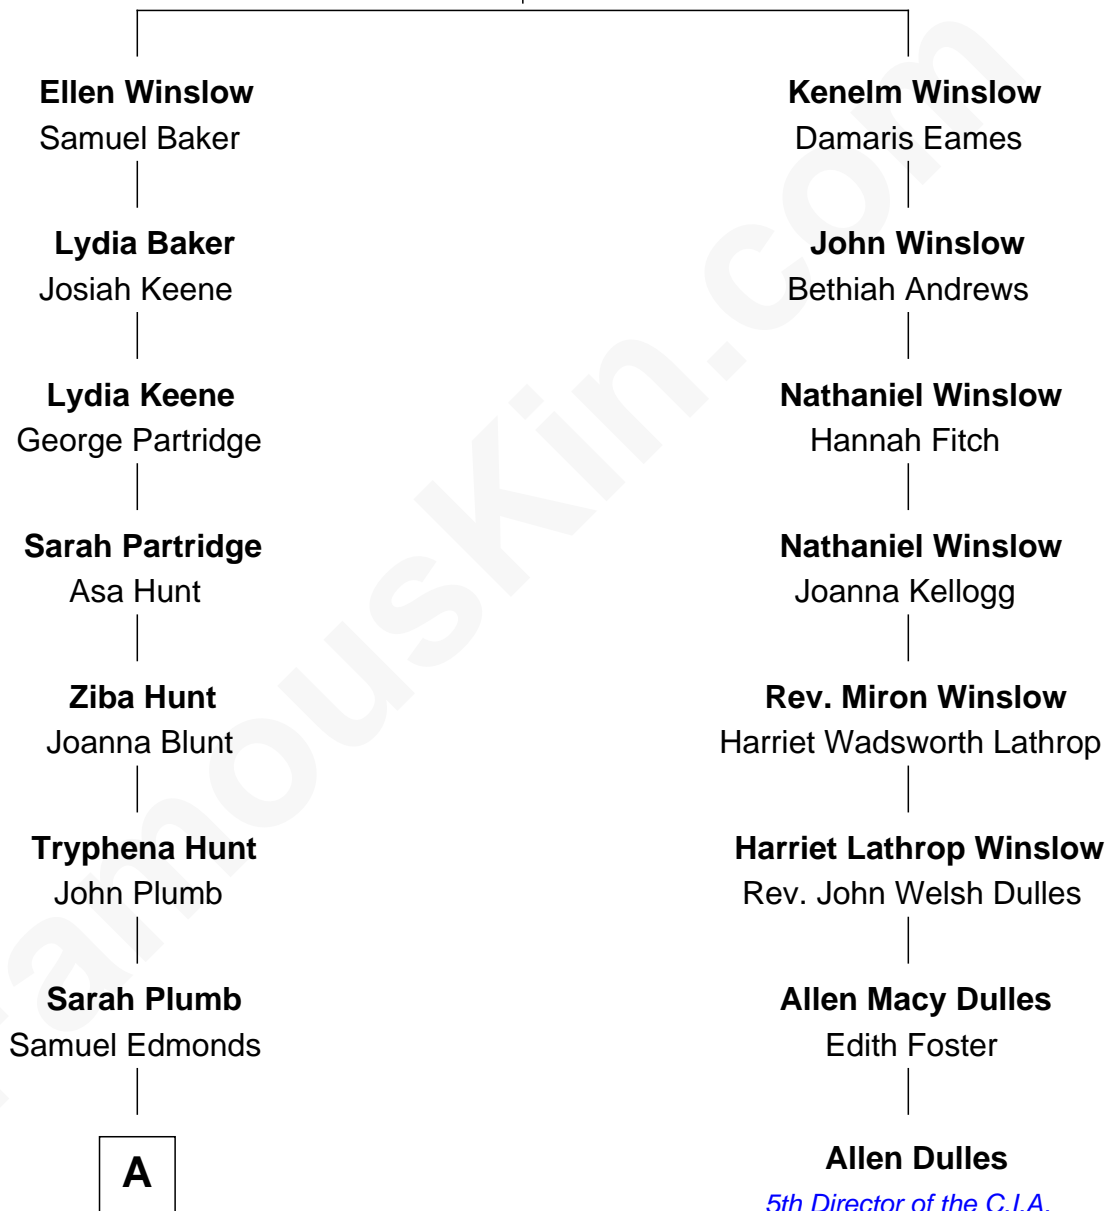 Ellen Winslow
Samuel Baker
Kenelm Winslow
Damaris Eames
Lydia Baker
Josiah Keene
John Winslow
Bethiah Andrews
Lydia Keene
George Partridge
Nathaniel Winslow
Hannah Fitch
Sarah Partridge
Asa Hunt
Nathaniel Winslow
Joanna Kellogg
Ziba Hunt
Joanna Blunt
Rev. Miron Winslow
Harriet Wadsworth Lathrop
Tryphena Hunt
John Plumb
Harriet Lathrop Winslow
Rev. John Welsh Dulles
Sarah Plumb
Samuel Edmonds
Allen Macy Dulles
Edith Foster
A
Allen Dulles
5th Director of the C.I.A.
FamousKin.com